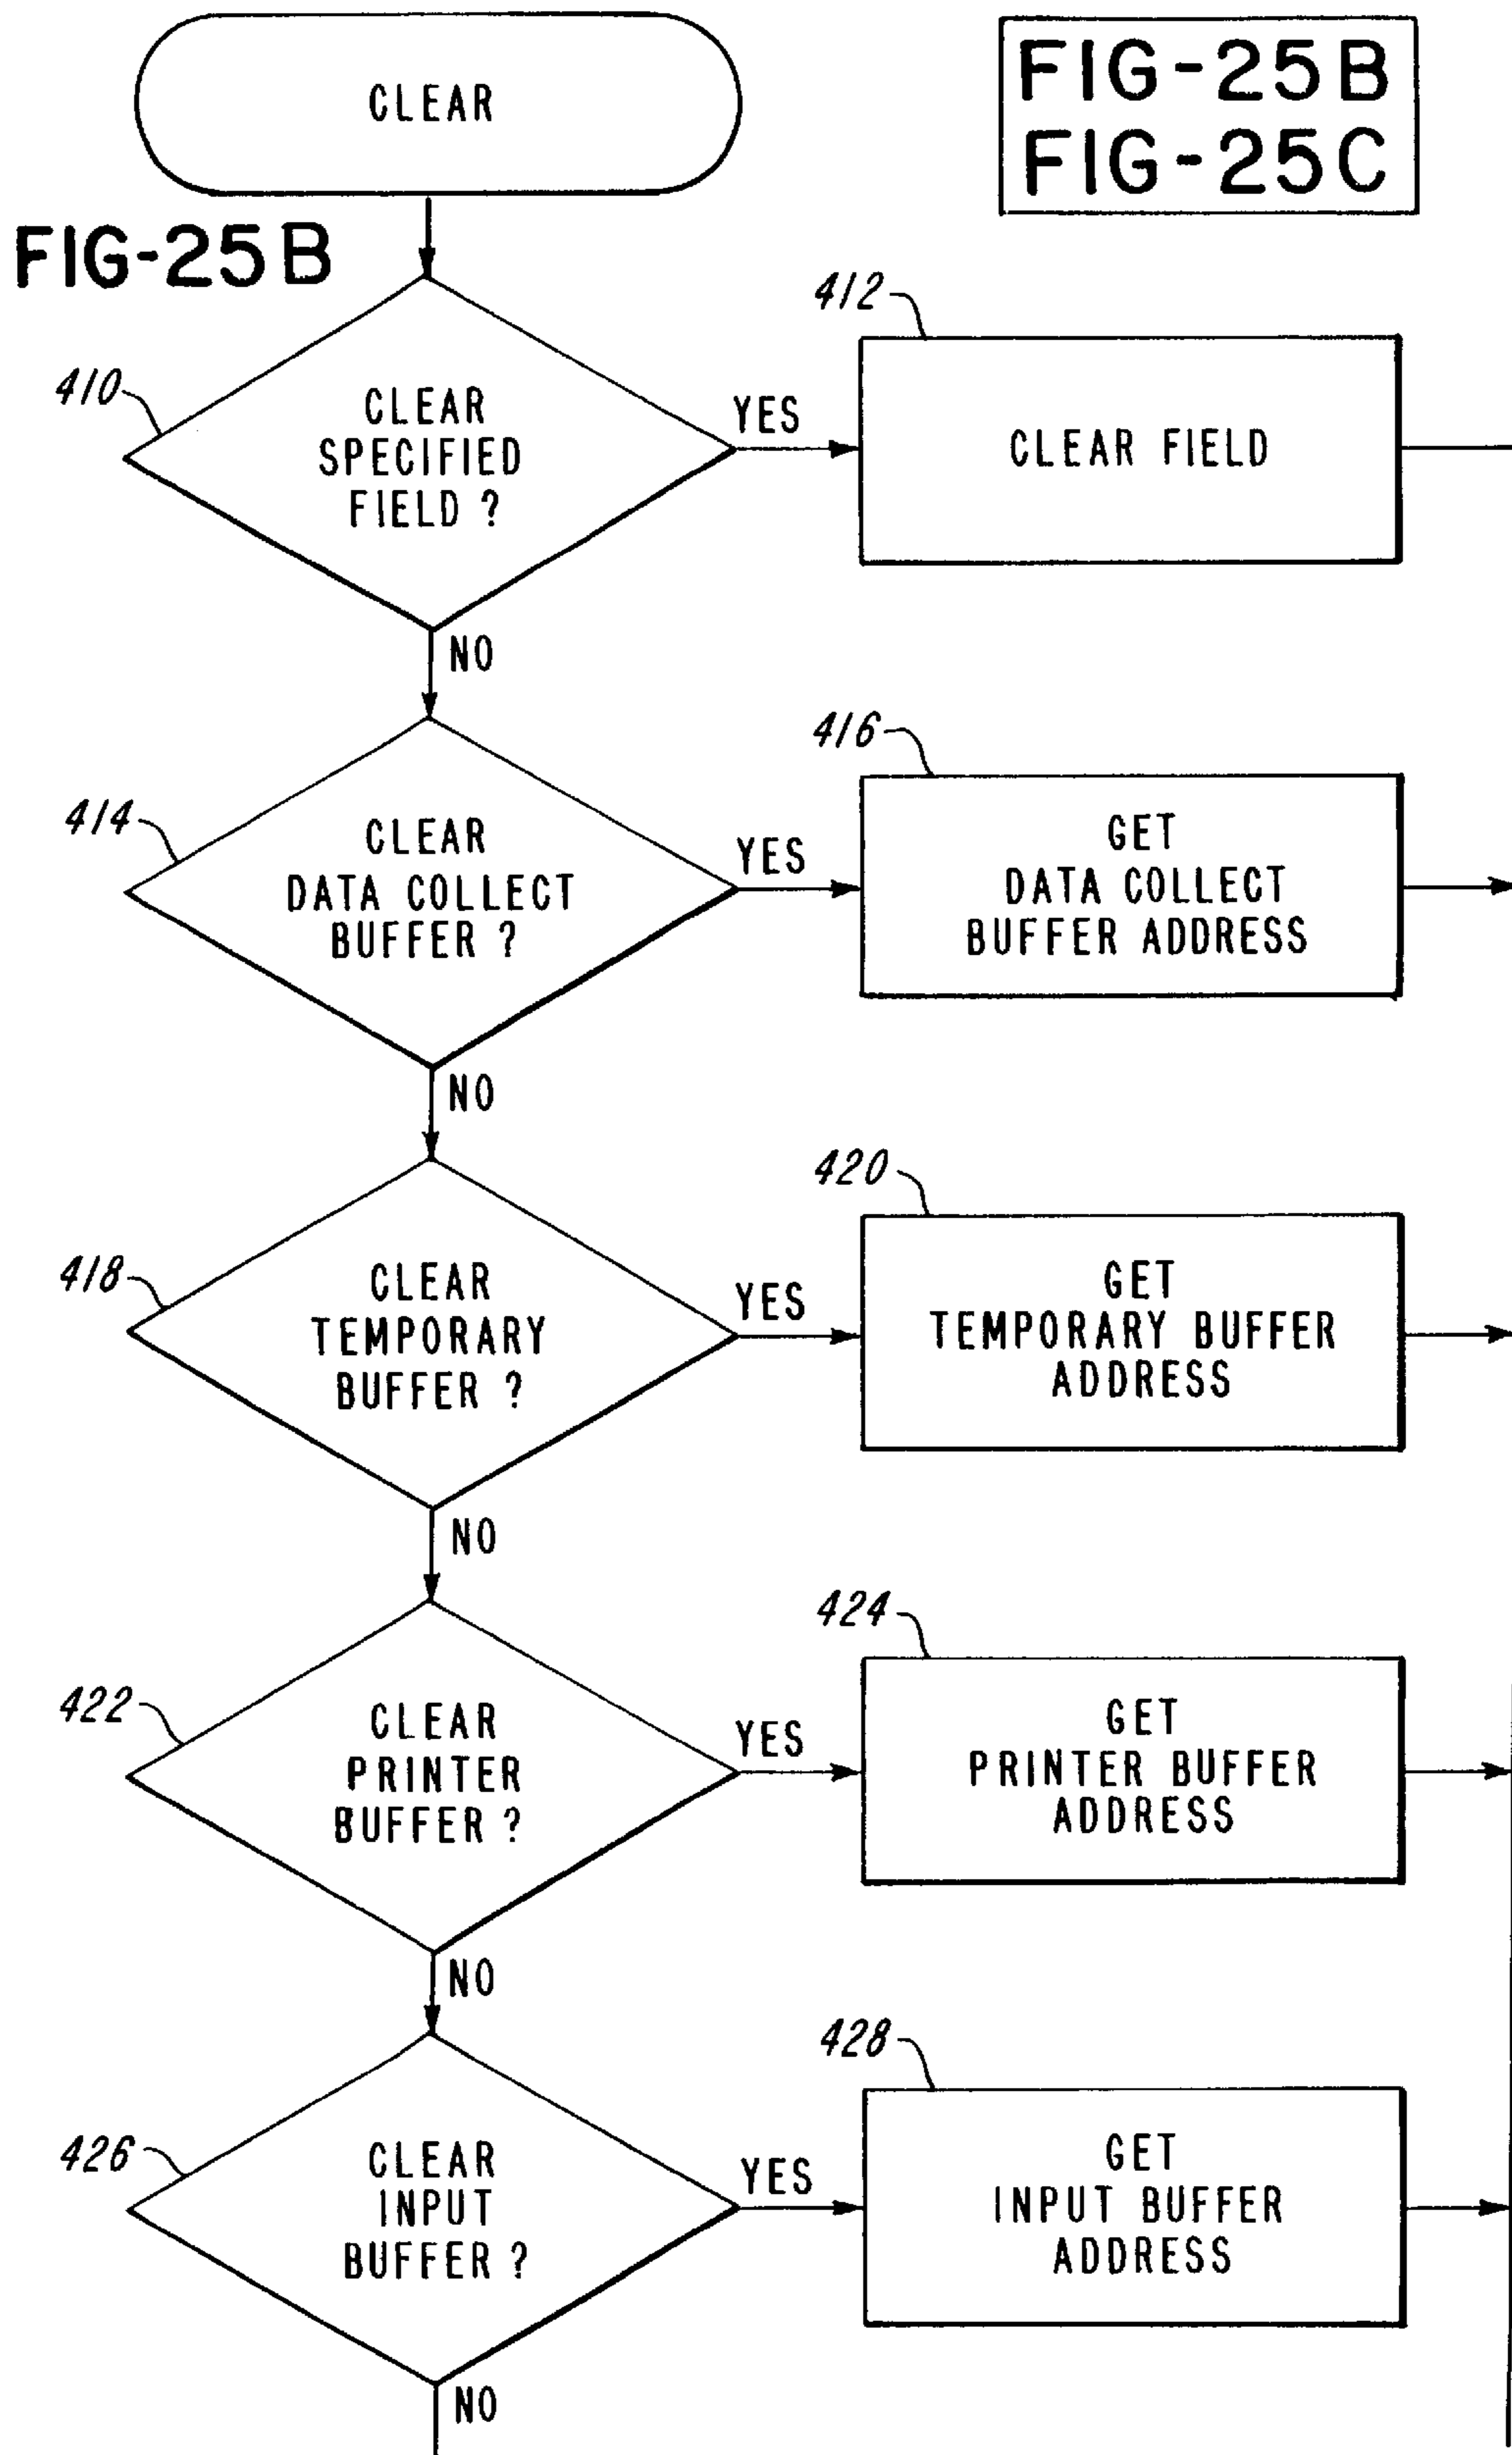 CLEAR
FIG-25B
FIG-25C
FIG-25B
410
CLEAR
SPECIFIED
FIELD ?
YES
412
CLEAR FIELD
NO
414
CLEAR
DATA COLLECT
BUFFER ?
YES
416
GET
DATA COLLECT
BUFFER ADDRESS
NO
418
CLEAR
TEMPORARY
BUFFER ?
YES
420
GET
TEMPORARY BUFFER
ADDRESS
NO
422
CLEAR
PRINTER
BUFFER ?
YES
424
GET
PRINTER BUFFER
ADDRESS
NO
426
CLEAR
INPUT
BUFFER ?
YES
428
GET
INPUT BUFFER
ADDRESS
NO